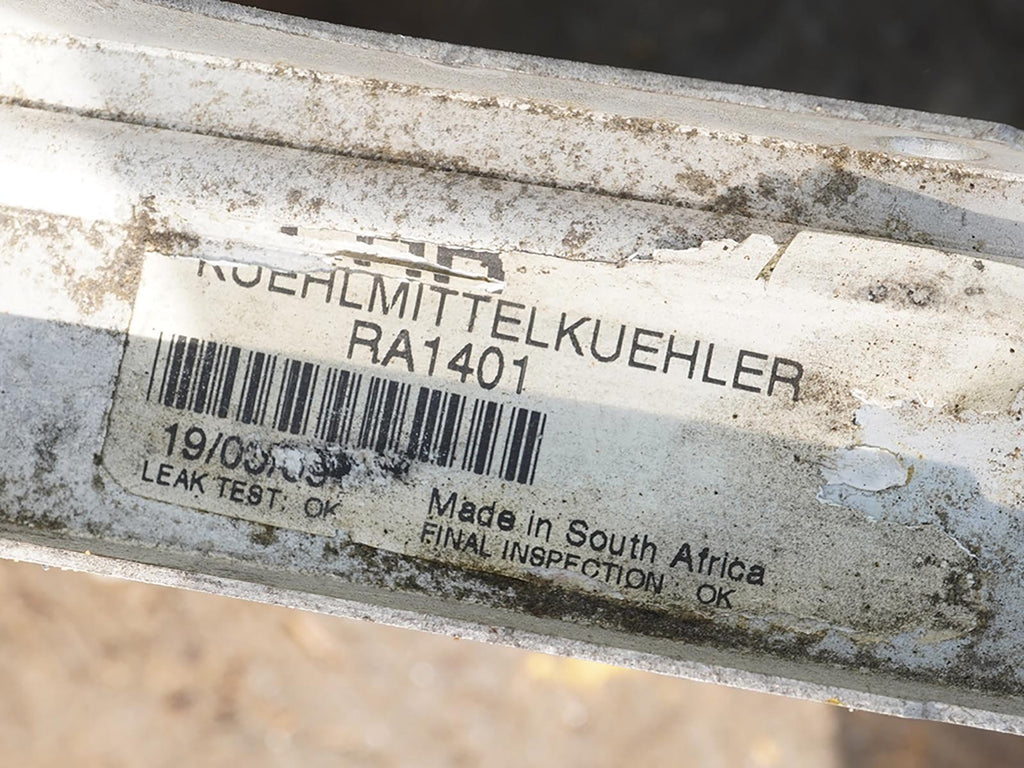 KUEHLMITTELKUEHLER
RA1401
LEAK TEST: OK
Made in South Africa
FINAL INSPECTION : OK